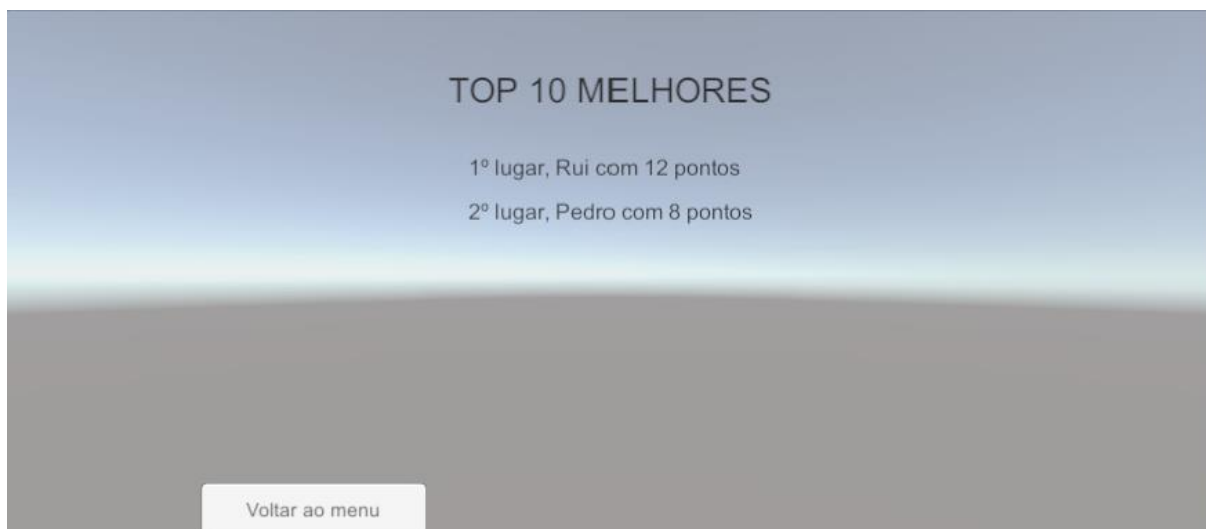 TOP 10 MELHORES
1º lugar, Rui com 12 pontos
2º lugar, Pedro com 8 pontos
Voltar ao menu